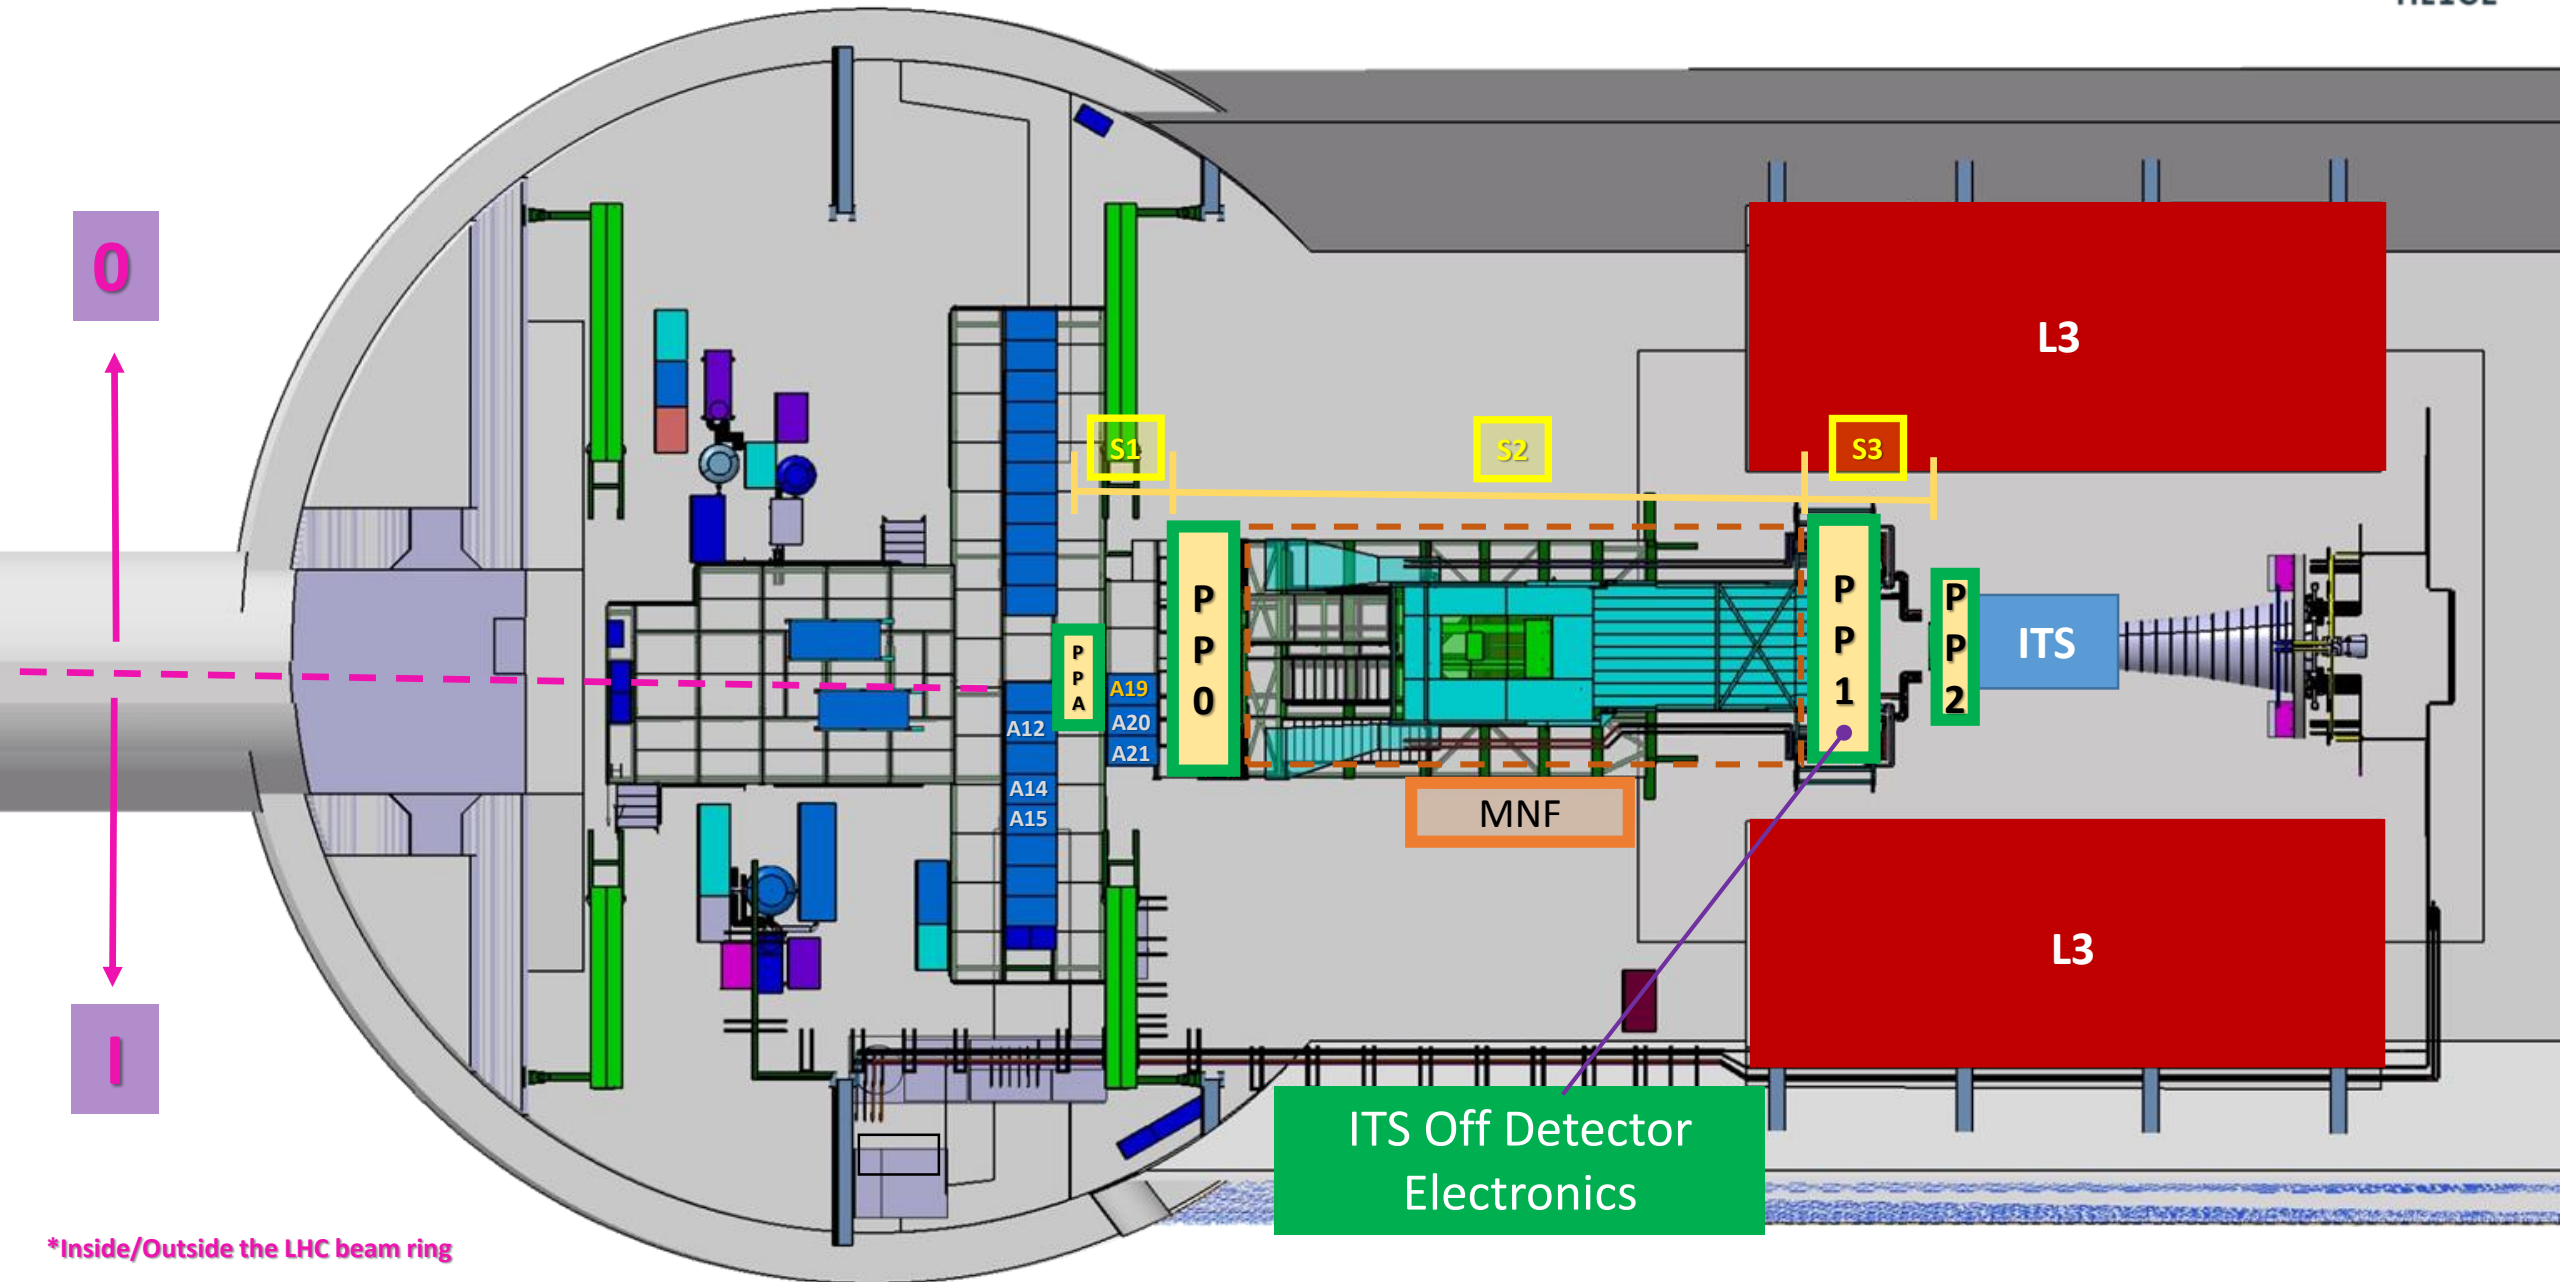 0
L3
S1
S2
S3
P
P
0
P
P
1
P
P
2
ITS
P
P
A
A19
A20
A21
A12
A14
A15
MNF
L3
I
ITS Off Detector
Electronics
*Inside/Outside the LHC beam ring